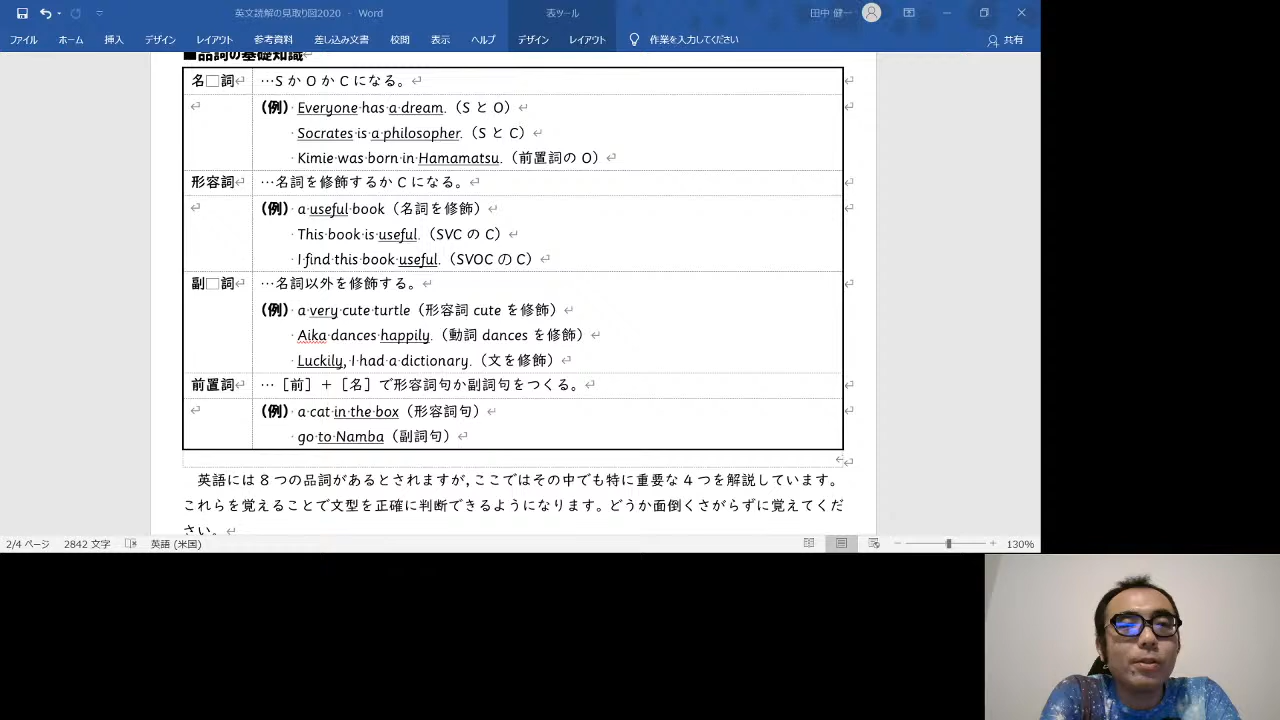 英文読解の見取り図2020 - Word
表ツール
田中 健一
ファイル ホーム 挿入 デザイン レイアウト 参考資料 差し込み文書 校閲 表示 ヘルプ デザイン レイアウト 作業を入力してください 共有
■品詞の基礎知識
名□詞 …S か O か C になる。
(例) Everyone has a dream.（S と O）
Socrates is a philosopher.（S と C）
Kimie was born in Hamamatsu.（前置詞の O）
形容詞 …名詞を修飾するか C になる。
(例) a useful book（名詞を修飾）
This book is useful.（SVC の C）
I find this book useful.（SVOC の C）
副□詞 …名詞以外を修飾する。
(例) a very cute turtle（形容詞 cute を修飾）
Aika dances happily.（動詞 dances を修飾）
Luckily, I had a dictionary.（文を修飾）
前置詞 …［前］＋［名］で形容詞句か副詞句をつくる。
(例) a cat in the box（形容詞句）
go to Namba（副詞句）
英語には 8 つの品詞があるとされますが，ここではその中でも特に重要な 4 つを解説しています。
これらを覚えることで文型を正確に判断できるようになります。どうか面倒くさがらずに覚えてくだ
さい。
2/4 ページ 2842 文字 英語 (米国) 130%